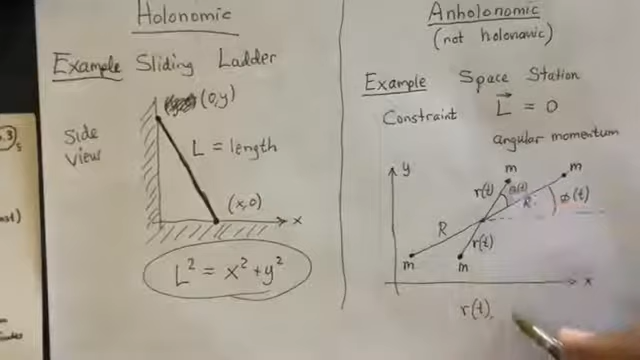 Holonomic
Example Sliding Ladder
Side
View
(0,y)
L = length
(x,0)
x
L² = x² + y²
Anholonomic
(not holonomic)
Example Space Station
Constraint L⃗ = 0
angular momentum
y
m
m
r(t)
θ(t)
R
ϕ(t)
R
r(t)
m
m
x
r(t),